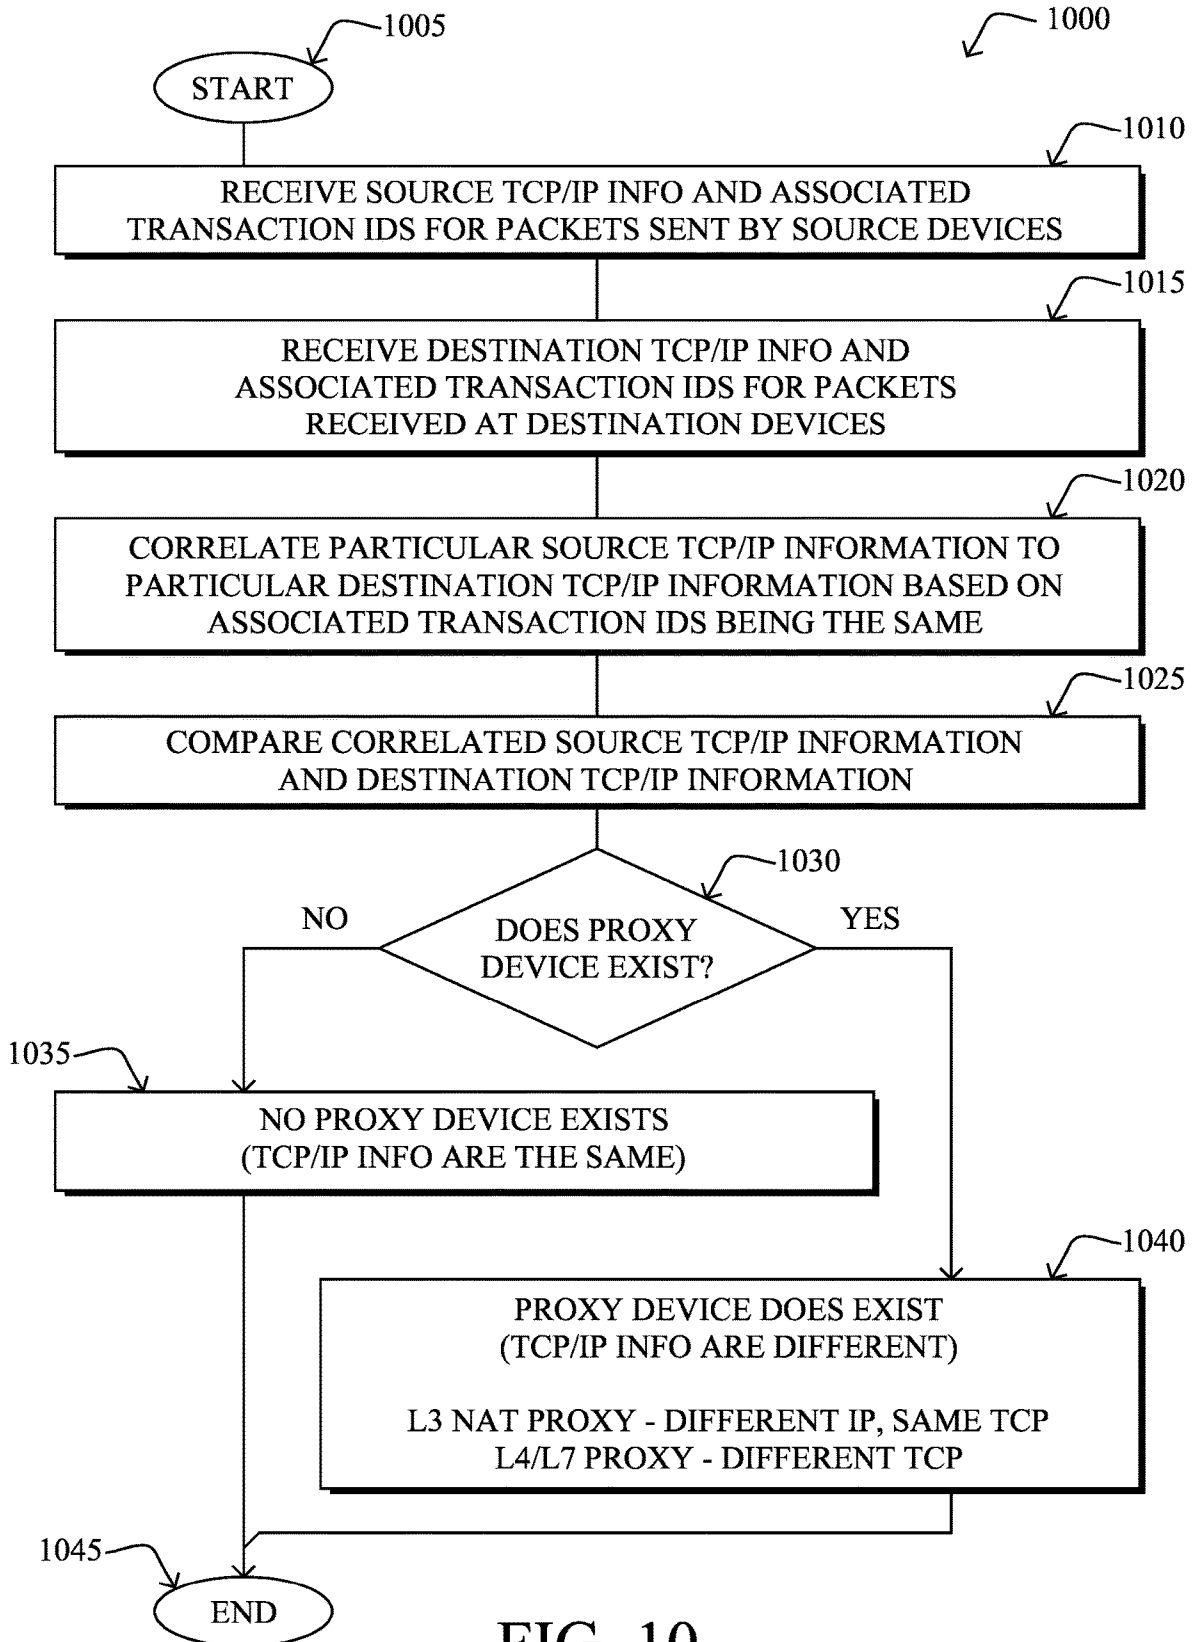 1005
1000
START
1010
RECEIVE SOURCE TCP/IP INFO AND ASSOCIATED
TRANSACTION IDS FOR PACKETS SENT BY SOURCE DEVICES
1015
RECEIVE DESTINATION TCP/IP INFO AND
ASSOCIATED TRANSACTION IDS FOR PACKETS
RECEIVED AT DESTINATION DEVICES
1020
CORRELATE PARTICULAR SOURCE TCP/IP INFORMATION TO
PARTICULAR DESTINATION TCP/IP INFORMATION BASED ON
ASSOCIATED TRANSACTION IDS BEING THE SAME
1025
COMPARE CORRELATED SOURCE TCP/IP INFORMATION
AND DESTINATION TCP/IP INFORMATION
1030
NO
YES
DOES PROXY
DEVICE EXIST?
1035
NO PROXY DEVICE EXISTS
(TCP/IP INFO ARE THE SAME)
1040
PROXY DEVICE DOES EXIST
(TCP/IP INFO ARE DIFFERENT)
L3 NAT PROXY - DIFFERENT IP, SAME TCP
L4/L7 PROXY - DIFFERENT TCP
1045
END
FIG. 10